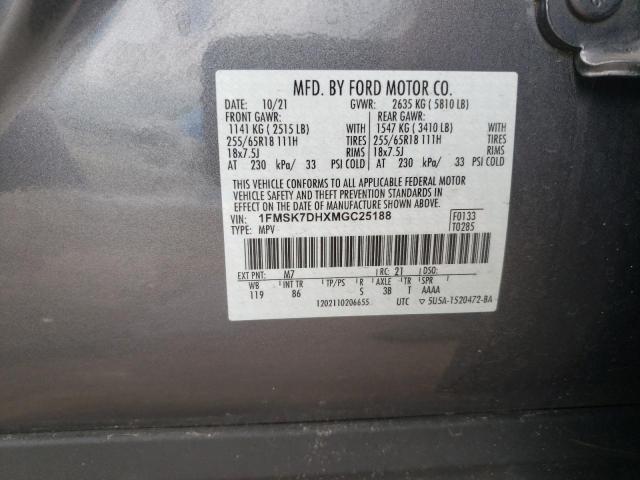 MFD. BY FORD MOTOR CO.
DATE: 10/21 GVWR: 2635 KG ( 5810 LB)
FRONT GAWR: REAR GAWR:
1141 KG ( 2515 LB) WITH 1547 KG ( 3410 LB) WITH
255/65R18 111H TIRES 255/65R18 111H TIRES
18x7.5J RIMS 18x7.5J RIMS
AT 230 kPa/ 33 PSI COLD AT 230 kPa/ 33 PSI COLD
THIS VEHICLE CONFORMS TO ALL APPLICABLE FEDERAL MOTOR
VEHICLE SAFETY AND THEFT PREVENTION STANDARDS IN
EFFECT ON THE DATE OF MANUFACTURE SHOWN ABOVE.
VIN: 1FMSK7DHXMGC25188 F0133
TYPE: MPV T0285
EXT PNT: M7 RC: 21 DSO:
WB INT TR TP/PS R AXLE TR SPR
119 86 S 3B T AAAA
1202110206655 UTC ▽ 5U5A-1520472-BA